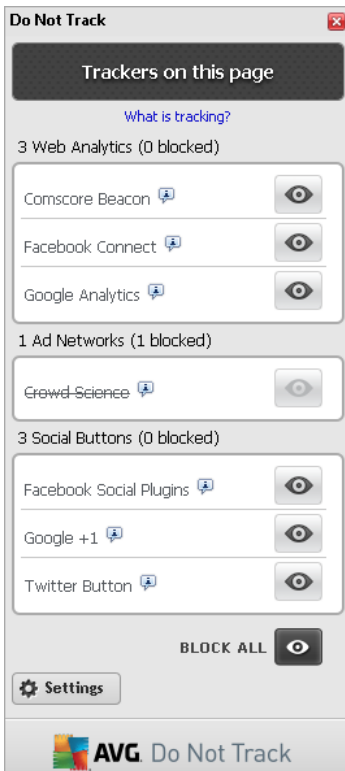 Do Not Track
Trackers on this page
What is tracking?
3 Web Analytics (0 blocked)
Comscore Beacon
Facebook Connect
Google Analytics
1 Ad Networks (1 blocked)
Crowd Science
3 Social Buttons (0 blocked)
Facebook Social Plugins
Google +1
Twitter Button
BLOCK ALL
Settings
AVG. Do Not Track